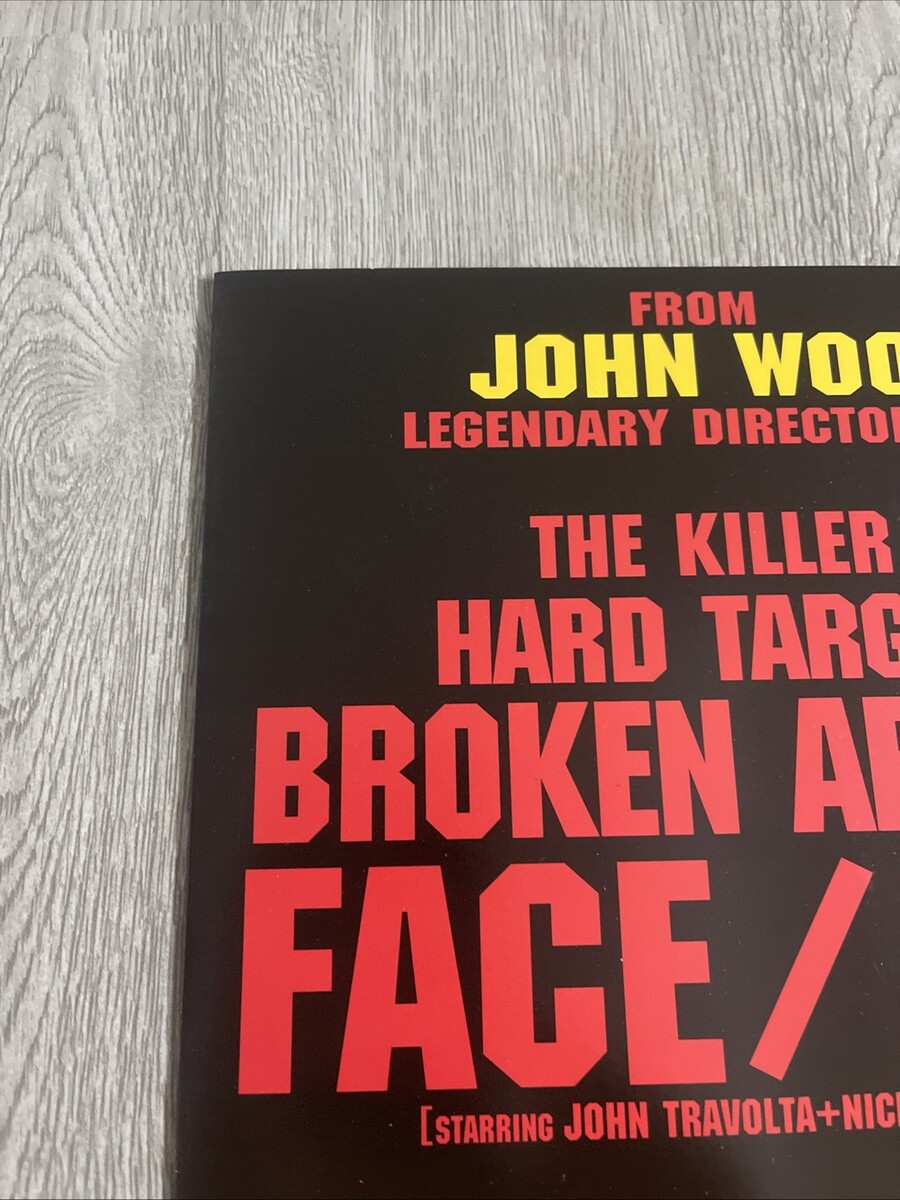 FROM
JOHN WOO
LEGENDARY DIRECTO
THE KILLER
HARD TARG
BROKEN A
FACE/
[STARRING JOHN TRAVOLTA+NIC